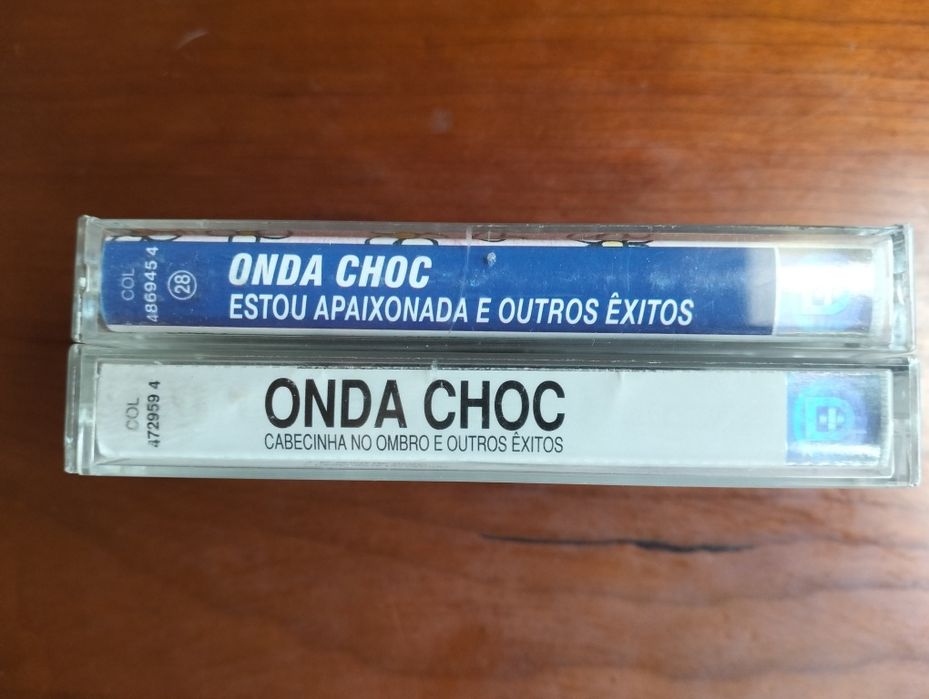 COL
486945 4
28
ONDA CHOC
ESTOU APAIXONADA E OUTROS ÊXITOS
COL
472959 4
ONDA CHOC
CABECINHA NO OMBRO E OUTROS ÊXITOS